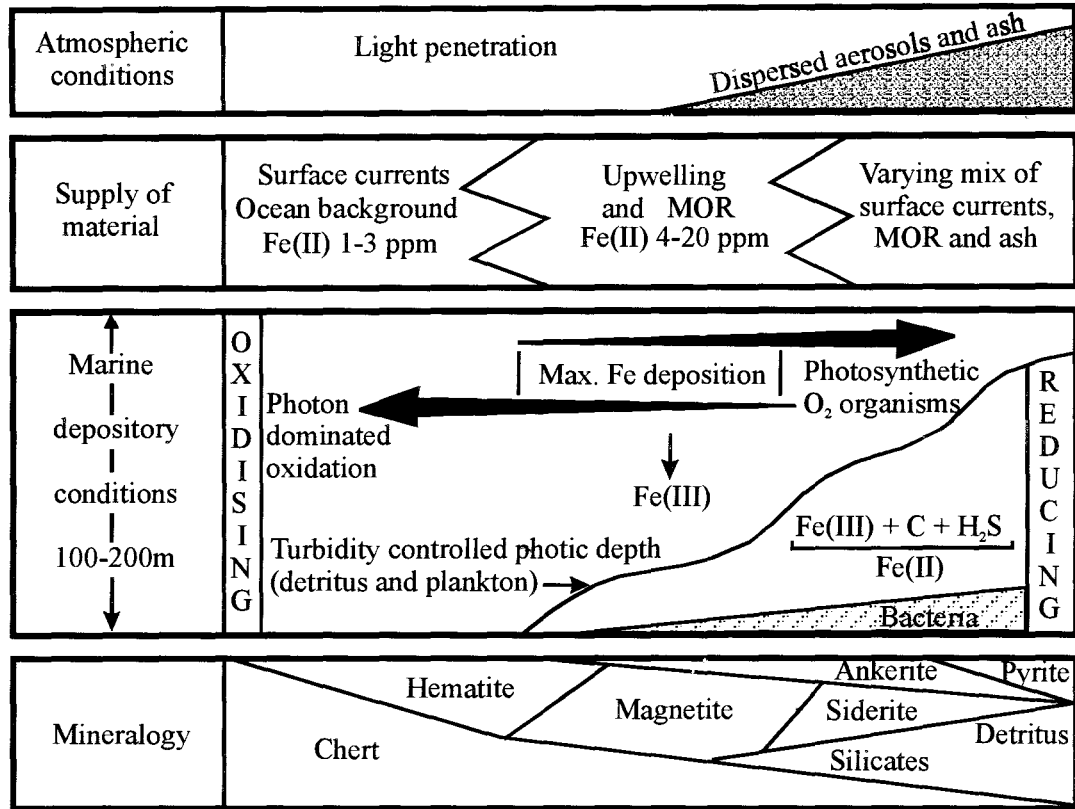 Atmospheric
conditions
Light penetration
Dispersed aerosols and ash
Supply of
material
Surface currents
Ocean background
Fe(II) 1-3 ppm
Upwelling
and MOR
Fe(II) 4-20 ppm
Varying mix of
surface currents,
MOR and ash
Marine
depository
conditions
100-200m
OXIDISING
Photon
dominated
oxidation
Max. Fe deposition
Photosynthetic
O₂ organisms
Fe(III)
Turbidity controlled photic depth
(detritus and plankton)
Fe(III) + C + H₂S
Fe(II)
Bacteria
REDUCING
Mineralogy
Chert
Hematite
Magnetite
Ankerite
Pyrite
Siderite
Detritus
Silicates